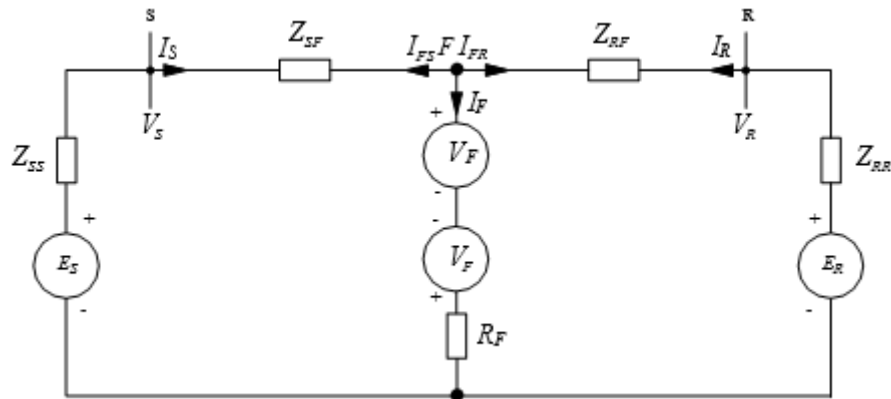 S
R
I_S
Z_SF
I_FS F I_FR
Z_RF
I_R
I_F
V_S
V_R
+
V_F
-
Z_SS
Z_RR
+
E_S
-
-
V_F
+
+
E_R
-
R_F